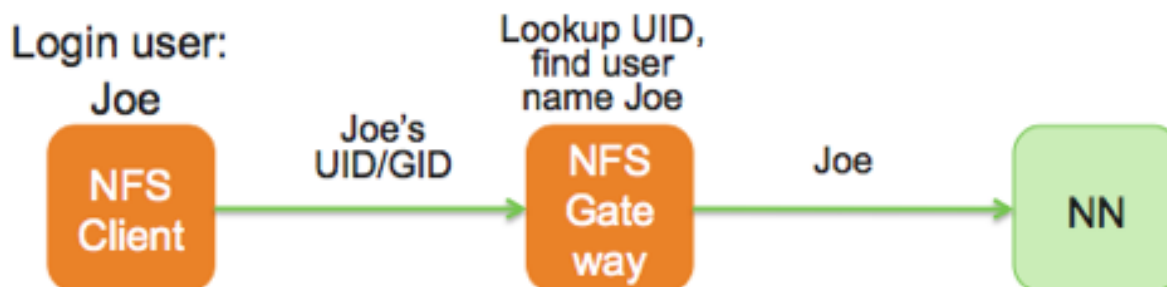 Login user:
Joe
NFS
Client
Joe's
UID/GID
Lookup UID,
find user
name Joe
NFS
Gate
way
Joe
NN